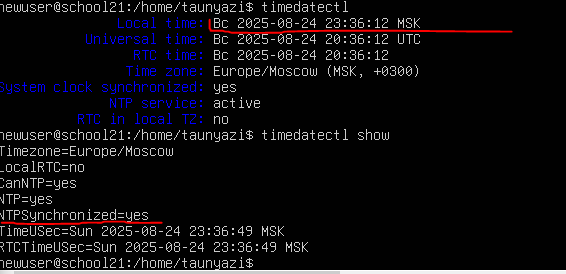 newuser@school21:/home/taunyazi$ timedatectl
Local time: Вс 2025-08-24 23:36:12 MSK
Universal time: Вс 2025-08-24 20:36:12 UTC
RTC time: Вс 2025-08-24 20:36:12
Time zone: Europe/Moscow (MSK, +0300)
System clock synchronized: yes
NTP service: active
RTC in local TZ: no
newuser@school21:/home/taunyazi$ timedatectl show
Timezone=Europe/Moscow
LocalRTC=no
CanNTP=yes
NTP=yes
NTPSynchronized=yes
TimeUSec=Sun 2025-08-24 23:36:49 MSK
RTCTimeUSec=Sun 2025-08-24 23:36:49 MSK
newuser@school21:/home/taunyazi$